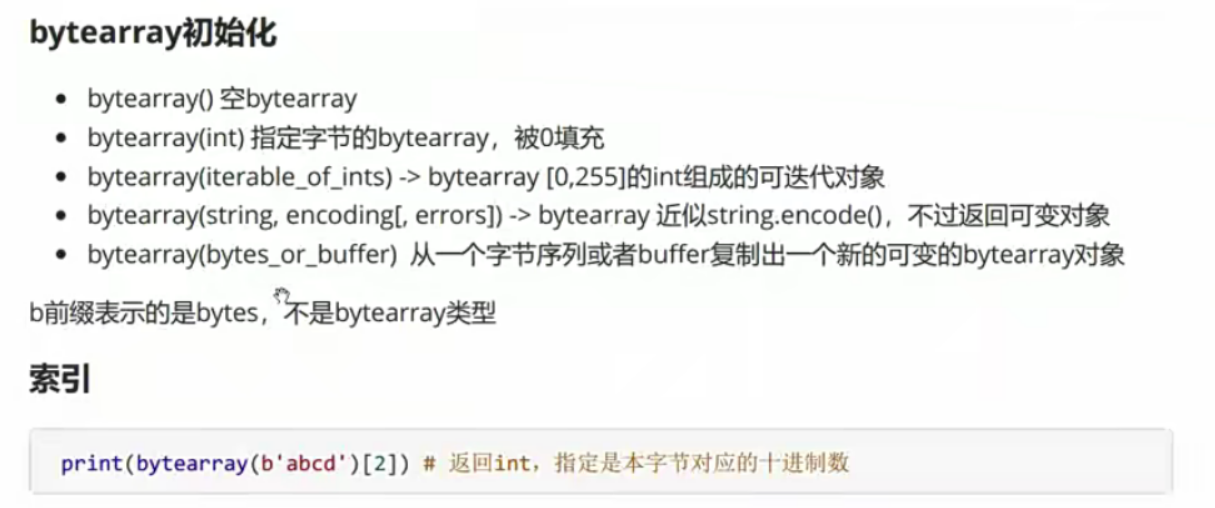 bytearray初始化
bytearray() 空bytearray
bytearray(int) 指定字节的bytearray，被0填充
bytearray(iterable_of_ints) -> bytearray [0,255]的int组成的可迭代对象
bytearray(string, encoding[, errors]) -> bytearray 近似string.encode()，不过返回可变对象
bytearray(bytes_or_buffer) 从一个字节序列或者buffer复制出一个新的可变的bytearray对象
b前缀表示的是bytes，不是bytearray类型
索引
print(bytearray(b'abcd')[2]) # 返回int，指定是本字节对应的十进制数